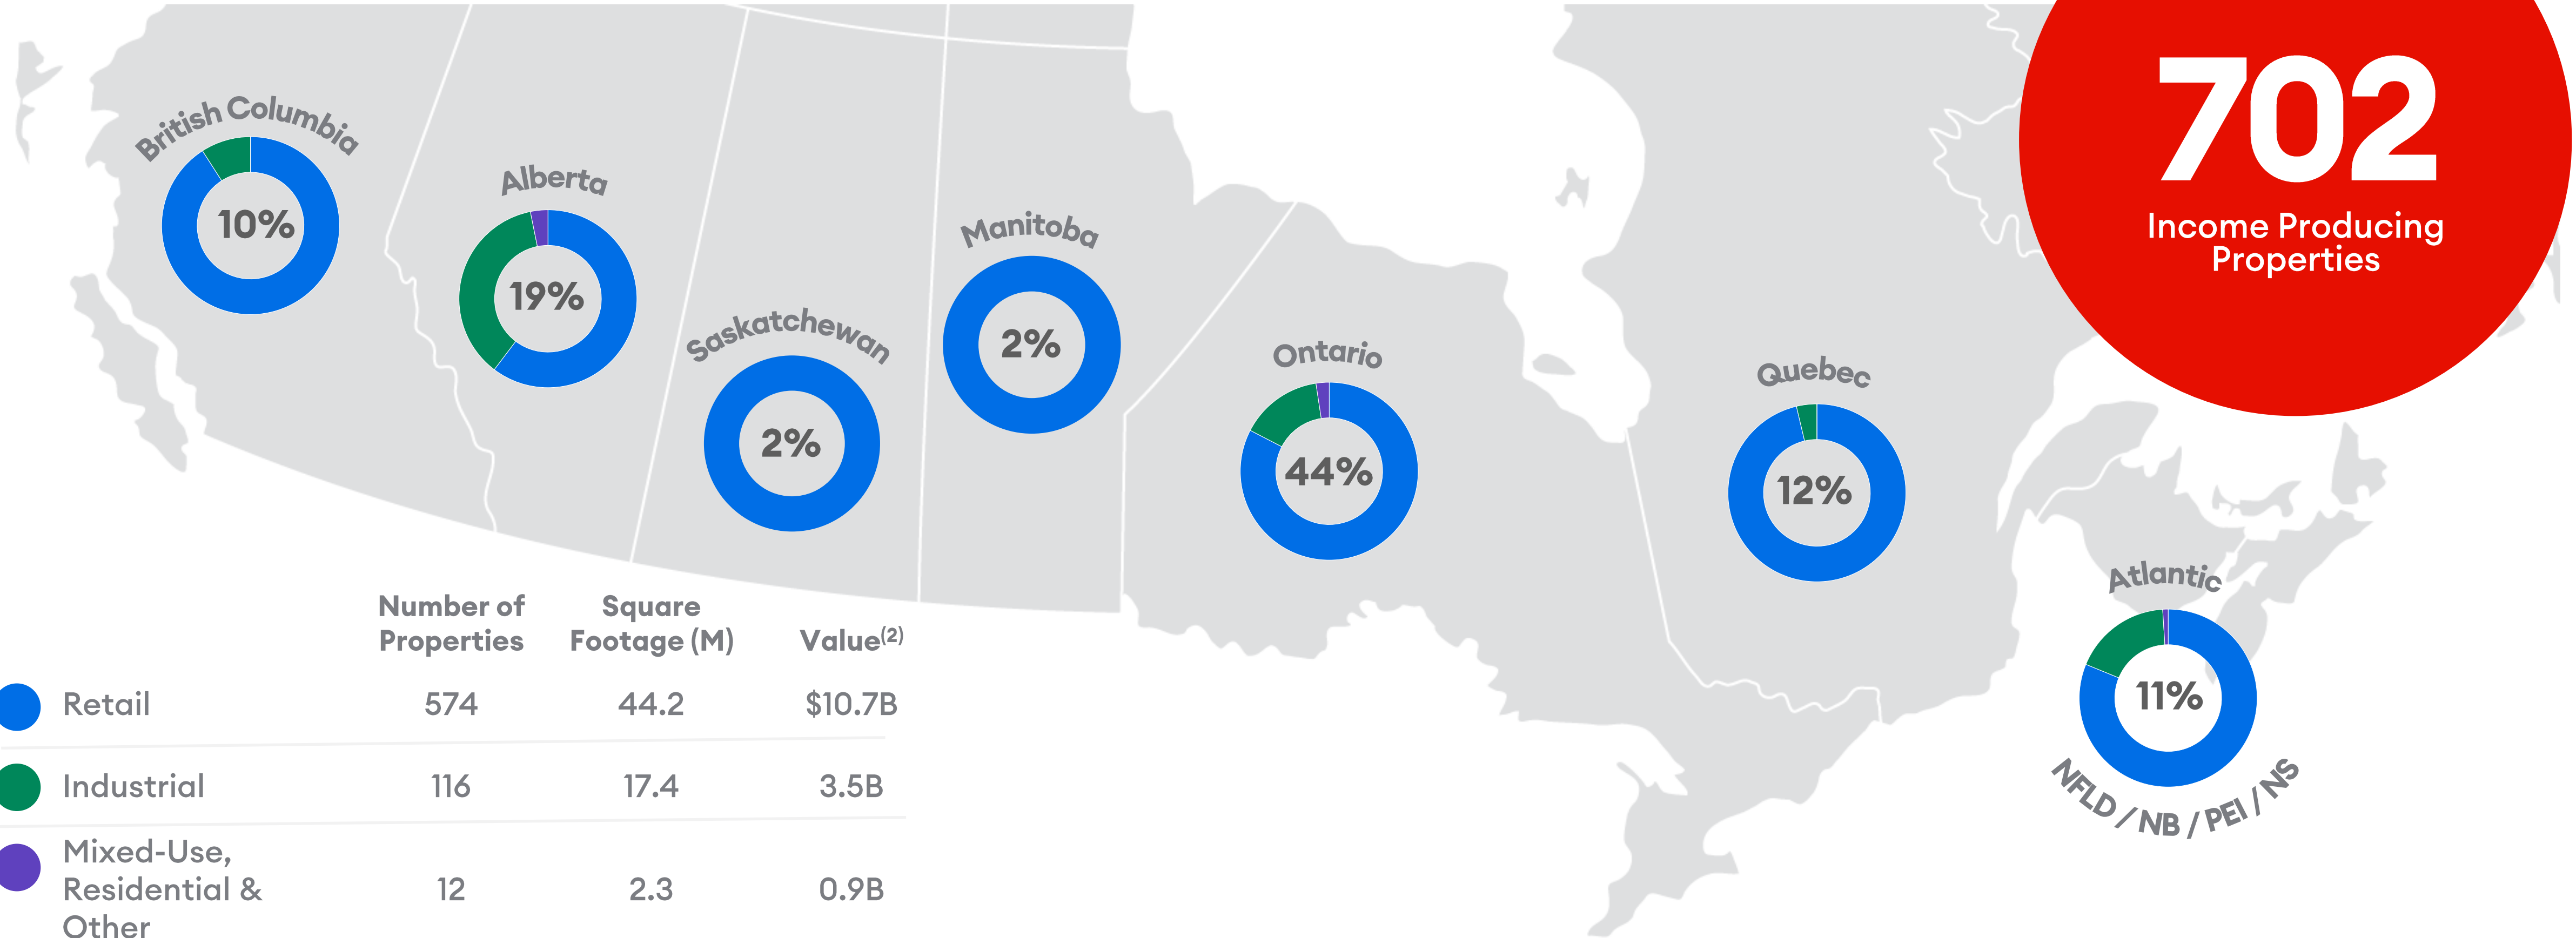 702
Income Producing
Properties
British Columbia
10%
Alberta
19%
Saskatchewan
2%
Manitoba
2%
Ontario
44%
Quebec
12%
Atlantic
11%
NFLD / NB / PEI / NS
Number of Properties Square Footage (M) Value(2)
Retail 574 44.2 $10.7B
Industrial 116 17.4 3.5B
Mixed-Use,
Residential & 12 2.3 0.9B
Other